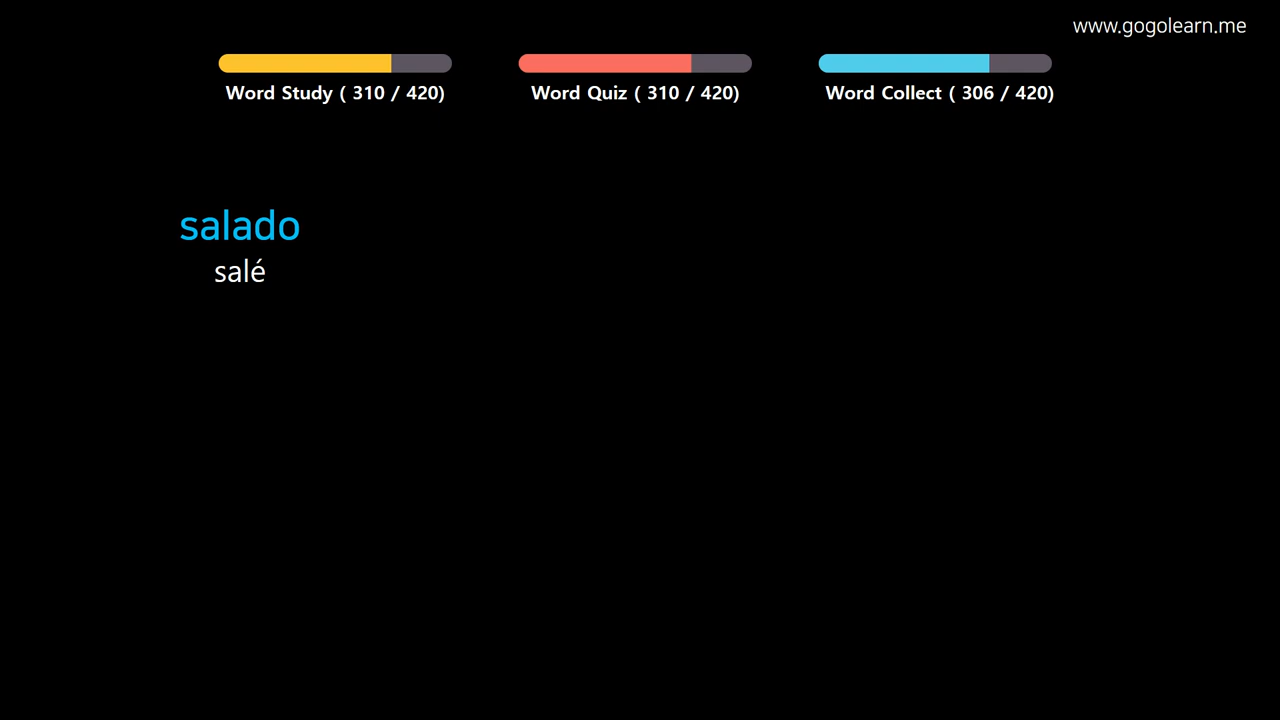 www.gogolearn.me
Word Study ( 310 / 420)
Word Quiz ( 310 / 420)
Word Collect ( 306 / 420)
salado
salé